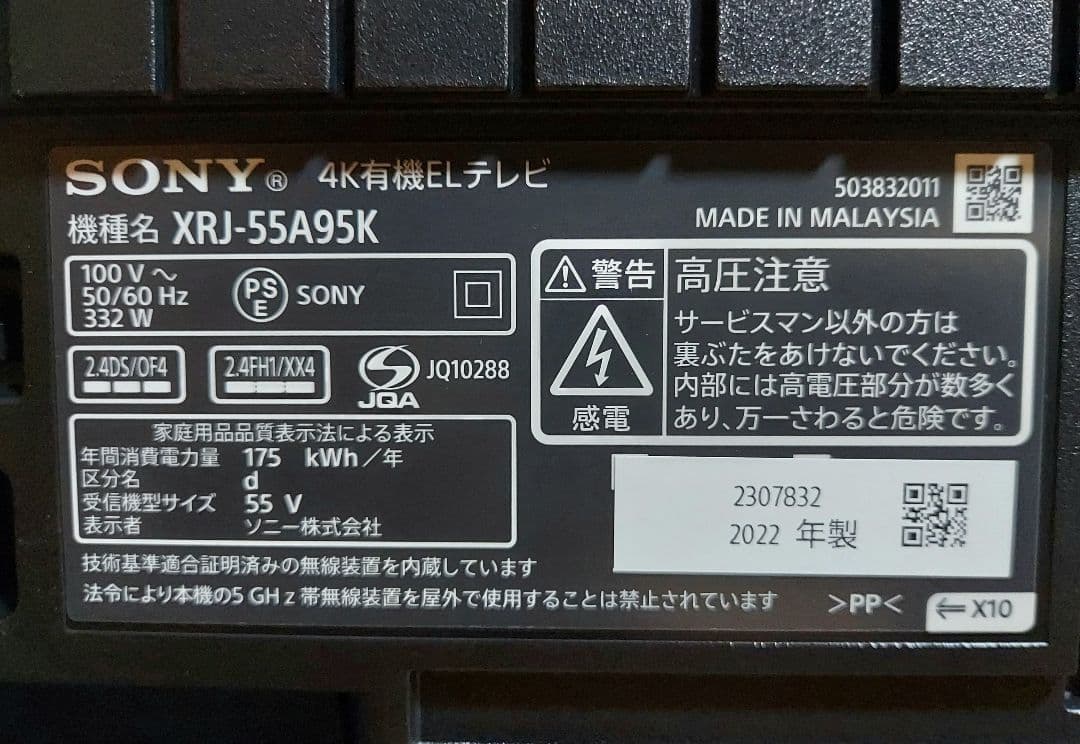 SONY® 4K有機ELテレビ
機種名 XRJ-55A95K
503832011
MADE IN MALAYSIA
100 V ～
50/60 Hz
332 W
PS
E
SONY
2.4DS/OF4
2.4FH1/XX4
JQA
JQ10288
家庭用品品質表示法による表示
年間消費電力量 175 kWh／年
区分名 d
受信機型サイズ 55 V
表示者 ソニー株式会社
警告
感電
高圧注意
サービスマン以外の方は
裏ぶたをあけないでください。
内部には高電圧部分が数多く
あり、万一さわると危険です。
2307832
2022 年製
技術基準適合証明済みの無線装置を内蔵しています
法令により本機の5 GHz 帯無線装置を屋外で使用することは禁止されています
>PP<
X10